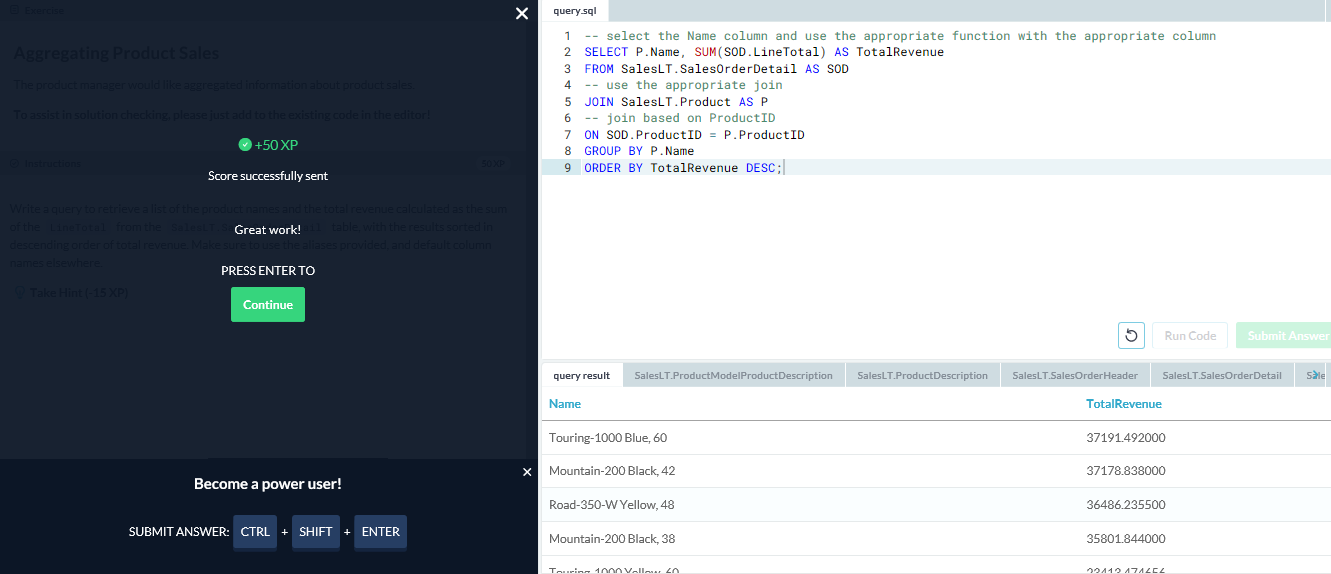 Exercise
Aggregating Product Sales
The product manager would like aggregated information about product sales.
To assist in solution checking, please just add to the existing code in the editor!
+50 XP
Instructions
50 XP
Score successfully sent
Write a query to retrieve a list of the product names and the total revenue calculated as the sum
of the LineTotal from the table, with the results sorted in
Great work!
descending order of total revenue. Make sure to use the aliases provided, and default column
names elsewhere.
PRESS ENTER TO
Take Hint (-15 XP)
Continue
Become a power user!
SUBMIT ANSWER: CTRL + SHIFT + ENTER
query.sql
1 -- select the Name column and use the appropriate function with the appropriate column
2 SELECT P.Name, SUM(SOD.LineTotal) AS TotalRevenue
3 FROM SalesLT.SalesOrderDetail AS SOD
4 -- use the appropriate join
5 JOIN SalesLT.Product AS P
6 -- join based on ProductID
7 ON SOD.ProductID = P.ProductID
8 GROUP BY P.Name
9 ORDER BY TotalRevenue DESC;
Run Code
Submit Answer
query result SalesLT.ProductModelProductDescription SalesLT.ProductDescription SalesLT.SalesOrderHeader SalesLT.SalesOrderDetail
Name TotalRevenue
Touring-1000 Blue, 60 37191.492000
Mountain-200 Black, 42 37178.838000
Road-350-W Yellow, 48 36486.235500
Mountain-200 Black, 38 35801.844000
Touring-1000 Yellow, 60 23413.474656